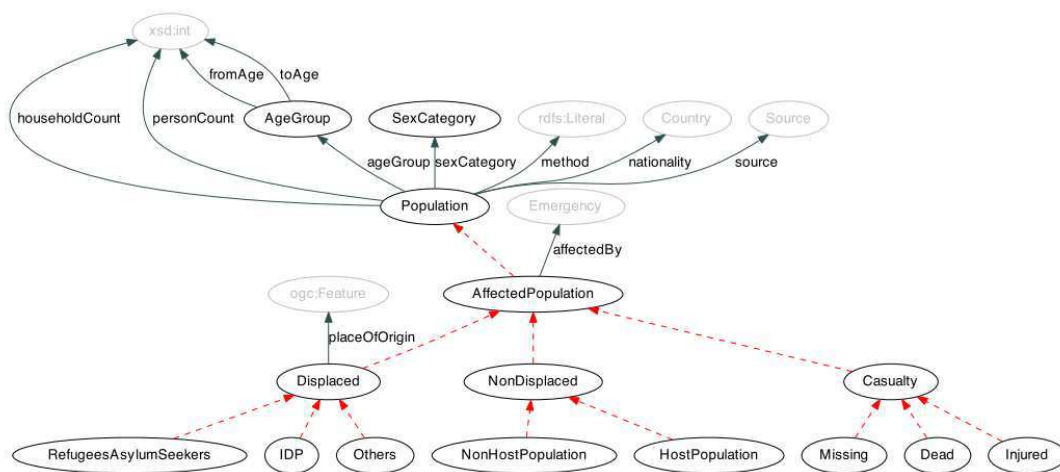 xsd:int
fromAge
toAge
householdCount
personCount
AgeGroup
SexCategory
rdfs:Literal
Country
Source
ageGroup
sexCategory
method
nationality
source
Population
Emergency
affectedBy
ogc:Feature
AffectedPopulation
placeOfOrigin
Displaced
NonDisplaced
Casualty
RefugeesAsylumSeekers
IDP
Others
NonHostPopulation
HostPopulation
Missing
Dead
Injured